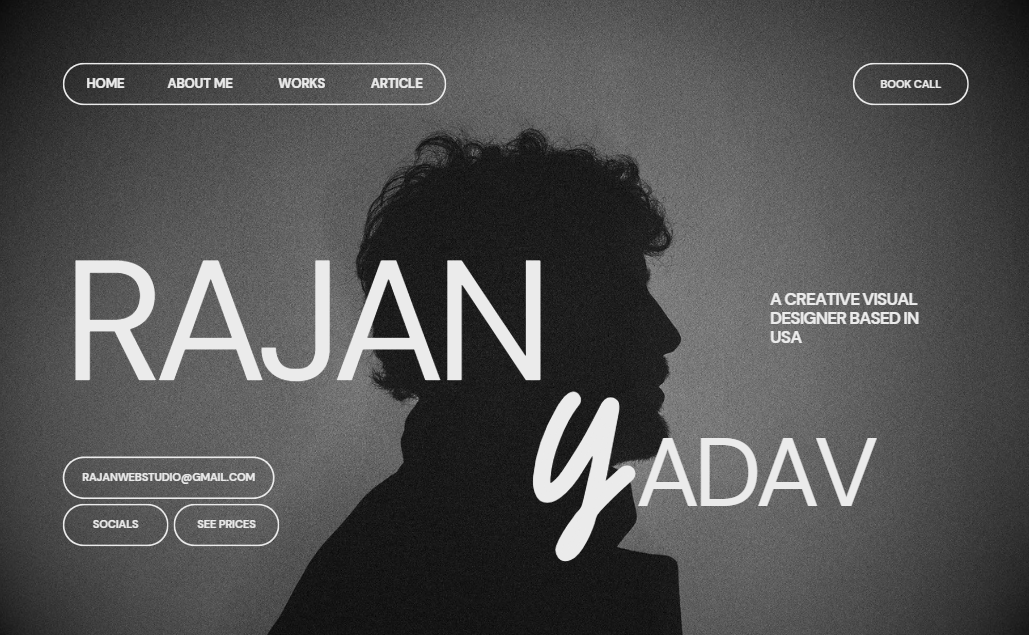 HOME ABOUT ME WORKS ARTICLE
BOOK CALL
RAJAN
A CREATIVE VISUAL
DESIGNER BASED IN
USA
YADAV
RAJANWEBSTUDIO@GMAIL.COM
SOCIALS SEE PRICES